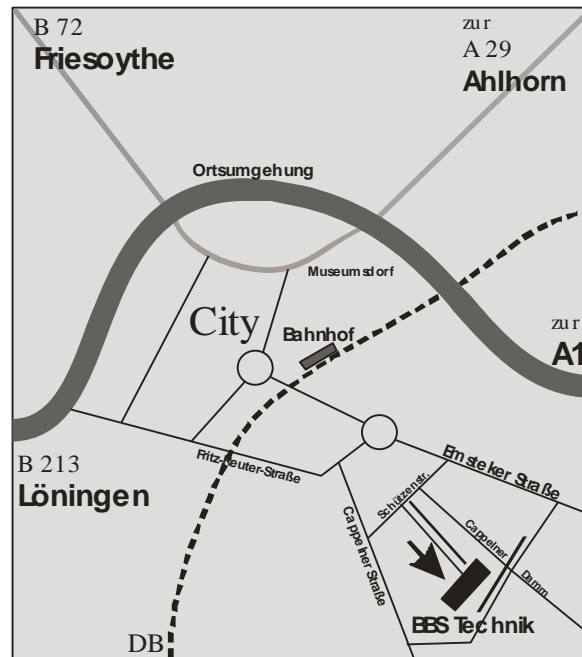 B 72
Friesoythe
zur
A 29
Ahlhorn
Ortsumgehung
Museumsdorf
City
Bahnhof
zur
A1
B 213
Löningen
Fritz-Reuter-Straße
Emsteker Straße
Schützenstr.
Cappelner Straße
Cappelner Damm
BBS Technik
DB